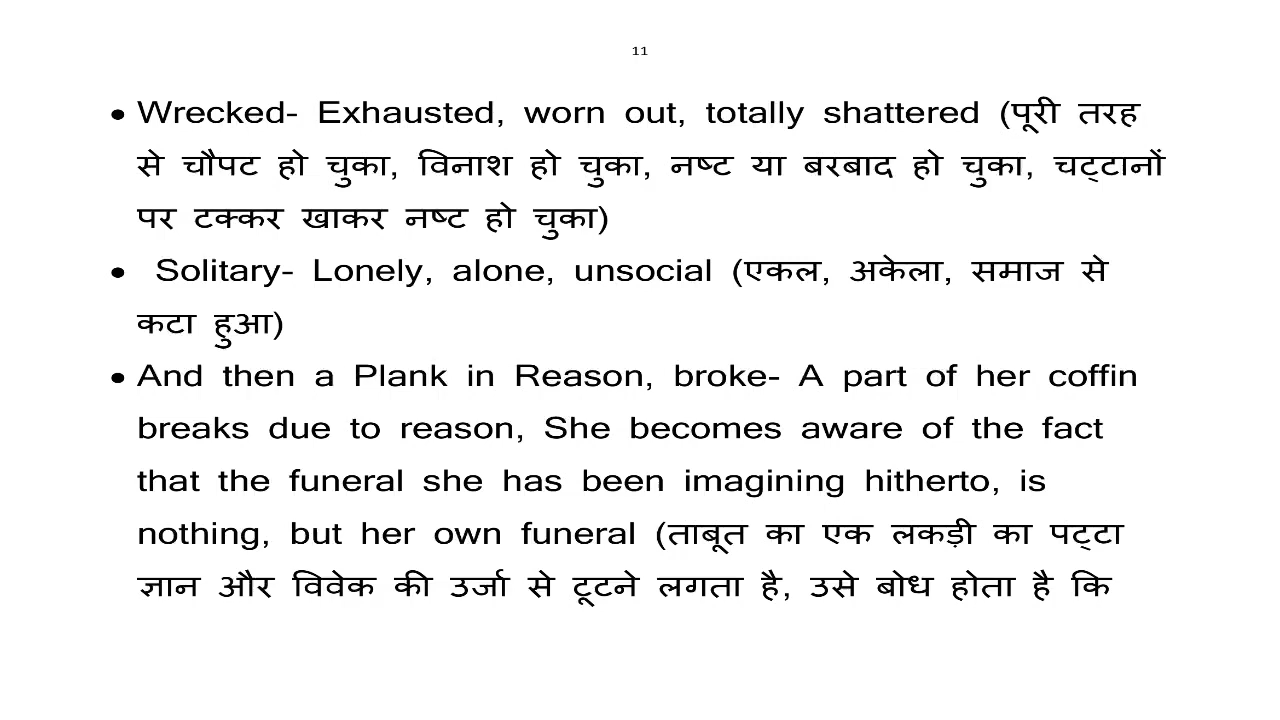 11
• Wrecked- Exhausted, worn out, totally shattered (पूरी तरह
से चौपट हो चुका, विनाश हो चुका, नष्ट या बरबाद हो चुका, चट्टानों
पर टक्कर खाकर नष्ट हो चुका)
• Solitary- Lonely, alone, unsocial (एकल, अकेला, समाज से
कटा हुआ)
• And then a Plank in Reason, broke- A part of her coffin
breaks due to reason, She becomes aware of the fact
that the funeral she has been imagining hitherto, is
nothing, but her own funeral (ताबूत का एक लकड़ी का पट्टा
ज्ञान और विवेक की उर्जा से टूटने लगता है, उसे बोध होता है कि